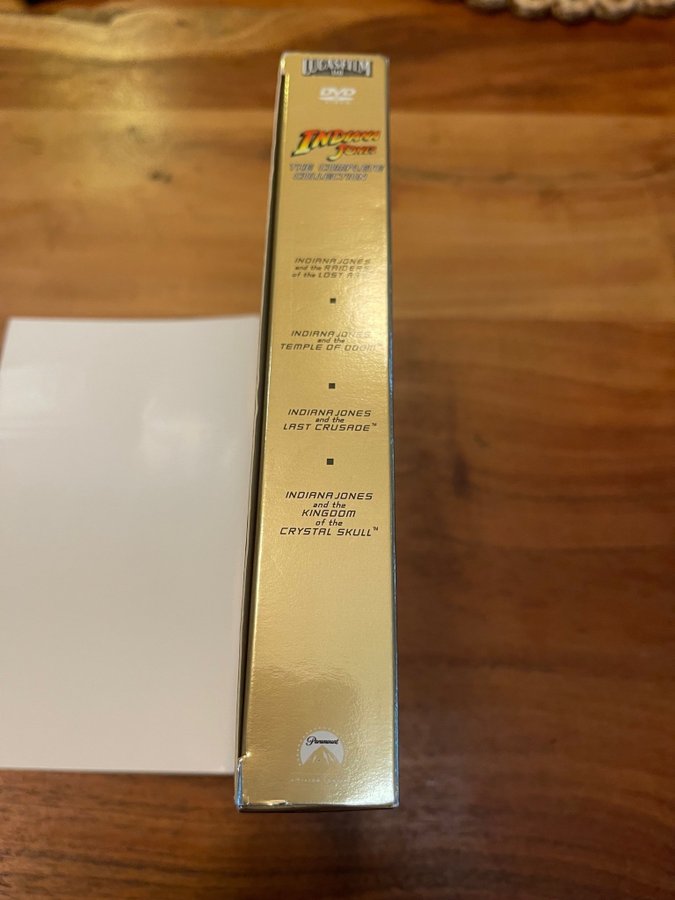 LUCASFILM
DVD
INDIANA
JONES
THE COMPLETE
COLLECTION
INDIANA JONES
and the RAIDERS
of the LOST ARK
INDIANA JONES
and the
TEMPLE OF DOOM™
INDIANA JONES
and the
LAST CRUSADE™
INDIANA JONES
and the
KINGDOM
of the
CRYSTAL SKULL™
Paramount